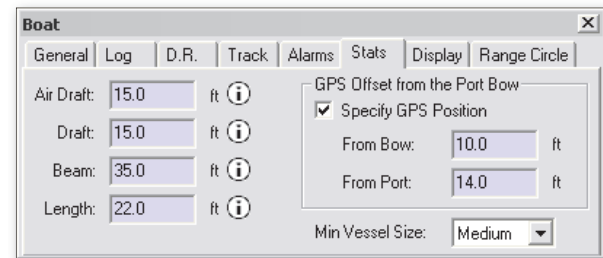 Boat
General Log D.R. Track Alarms Stats Display Range Circle
Air Draft: 15.0 ft
Draft: 15.0 ft
Beam: 35.0 ft
Length: 22.0 ft
GPS Offset from the Port Bow
Specify GPS Position
From Bow: 10.0 ft
From Port: 14.0 ft
Min Vessel Size: Medium